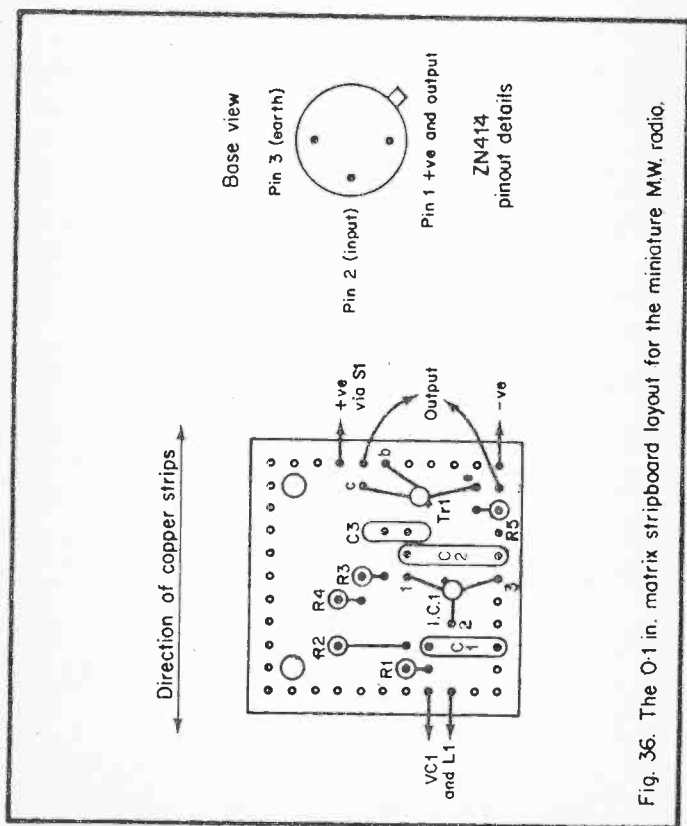 Direction of copper strips
+ve
via S1
Output
-ve
c
b
e
Tr1
C3
C
2
R5
R3
R4
1
I.C.1
2
3
R2
R1
C
1
VC1
and L1
Base view
Pin 3 (earth)
Pin 2 (input)
Pin 1 +ve and output
ZN414
pinout details
Fig. 36. The 0·1 in. matrix stripboard layout for the miniature M.W. radio.